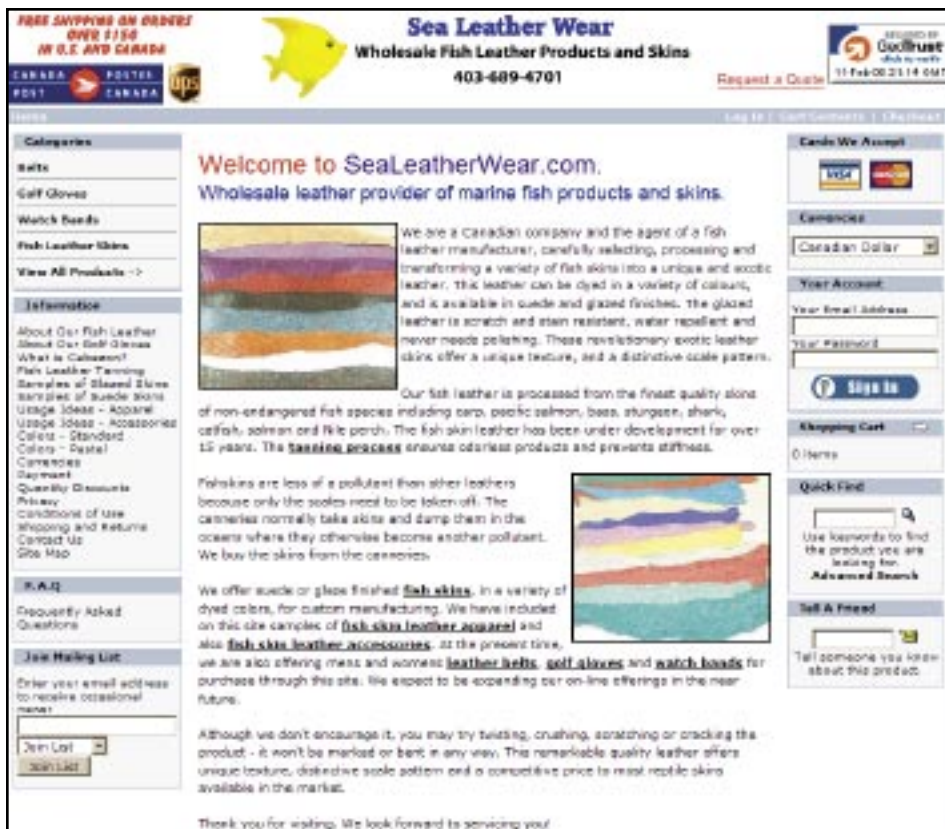 FREE SHIPPING ON ORDERS
OVER $150
IN U.S. AND CANADA
CANADA POSTES
POST CANADA
ups
Sea Leather Wear
Wholesale Fish Leather Products and Skins
403-689-4701
Request a Quote
GeoTrust
click to verify
Home
Log In | Cart Contents | Checkout
Categories
Belts
Golf Gloves
Watch Bands
Fish Leather Skins
View All Products ->
Information
About Our Fish Leather
About Our Golf Gloves
What is
Fish Leather Tanning
Samples of Glazed Skins
Samples of Suede Skins
Usage Ideas - Apparel
Usage Ideas - Accessories
Colors - Standard
Colors - Pastel
Currencies
Payment
Quantity Discounts
Privacy
Conditions of Use
Shipping and Returns
Contact Us
Site Map
F.A.Q
Frequently Asked
Questions
Join Mailing List
Enter your email address
to receive occasional
news!
Join List
Join List
Welcome to SeaLeatherWear.com.
Wholesale leather provider of marine fish products and skins.
We are a Canadian company and the agent of a fish
leather manufacturer, carefully selecting, processing and
transforming a variety of fish skins into a unique and exotic
leather. This leather can be dyed in a variety of colours,
and is available in suede and glazed finishes. The glazed
leather is scratch and stain resistant, water repellent and
never needs polishing. These revolutionary exotic leather
skins offer a unique texture, and a distinctive scale pattern.
Our fish leather is processed from the finest quality skins
of non-endangered fish species including carp, pacific salmon, bass, sturgeon, shark,
catfish, salmon and Nile perch. The fish skin leather has been under development for over
15 years. The tanning process ensures odorless products and prevents stiffness.
Fishskins are less of a pollutant than other leathers
because only the scales need to be taken off. The
canneries normally take skins and dump them in the
oceans where they otherwise become another pollutant.
We buy the skins from the canneries.
We offer suede or glaze finished fish skins, in a variety of
dyed colors, for custom manufacturing. We have included
on this site samples of fish skin leather apparel and
also fish skin leather accessories. At the present time,
we are also offering mens and womens leather belts, golf gloves and watch bands for
purchase through this site. We expect to be expanding our on-line offerings in the near
future.
Although we don't encourage it, you may try twisting, crushing, scratching or cracking the
product - it won't be marked or bent in any way. This remarkable quality leather offers
unique texture, distinctive scale pattern and a competitive price to most reptile skins
available in the market.
Thank you for visiting. We look forward to servicing you!
Cards We Accept
VISA MasterCard
Currencies
Canadian Dollar
Your Account
Your Email Address
Your Password
Sign In
Shopping Cart
0 items
Quick Find
Use keywords to find
the product you are
looking for.
Advanced Search
Tell A Friend
Tell someone you know
about this product.